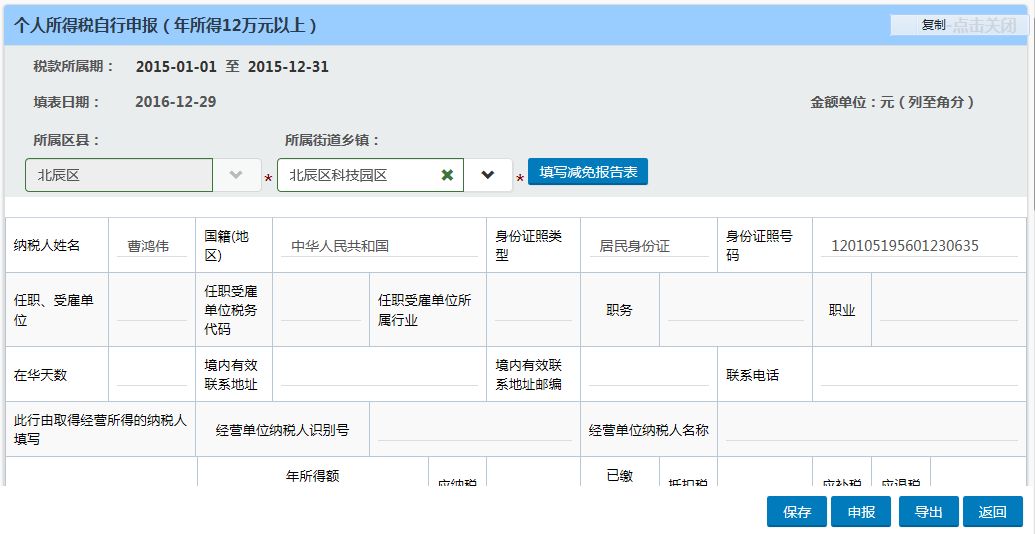 个人所得税自行申报（年所得12万元以上）
复制 点击关闭
税款所属期： 2015-01-01 至 2015-12-31
填表日期： 2016-12-29 金额单位：元（列至角分）
所属区县： 所属街道乡镇：
北辰区 * 北辰区科技园区 * 填写减免报告表
纳税人姓名 曹鸿伟 国籍(地区) 中华人民共和国 身份证照类型 居民身份证 身份证照号码 120105195601230635
任职、受雇单位 任职受雇单位税务代码 任职受雇单位所属行业 职务 职业
在华天数 境内有效联系地址 境内有效联系地址邮编 联系电话
此行由取得经营所得的纳税人填写 经营单位纳税人识别号 经营单位纳税人名称
年所得额 应纳税 已缴 抵扣税 应补税 应退税
保存 申报 导出 返回